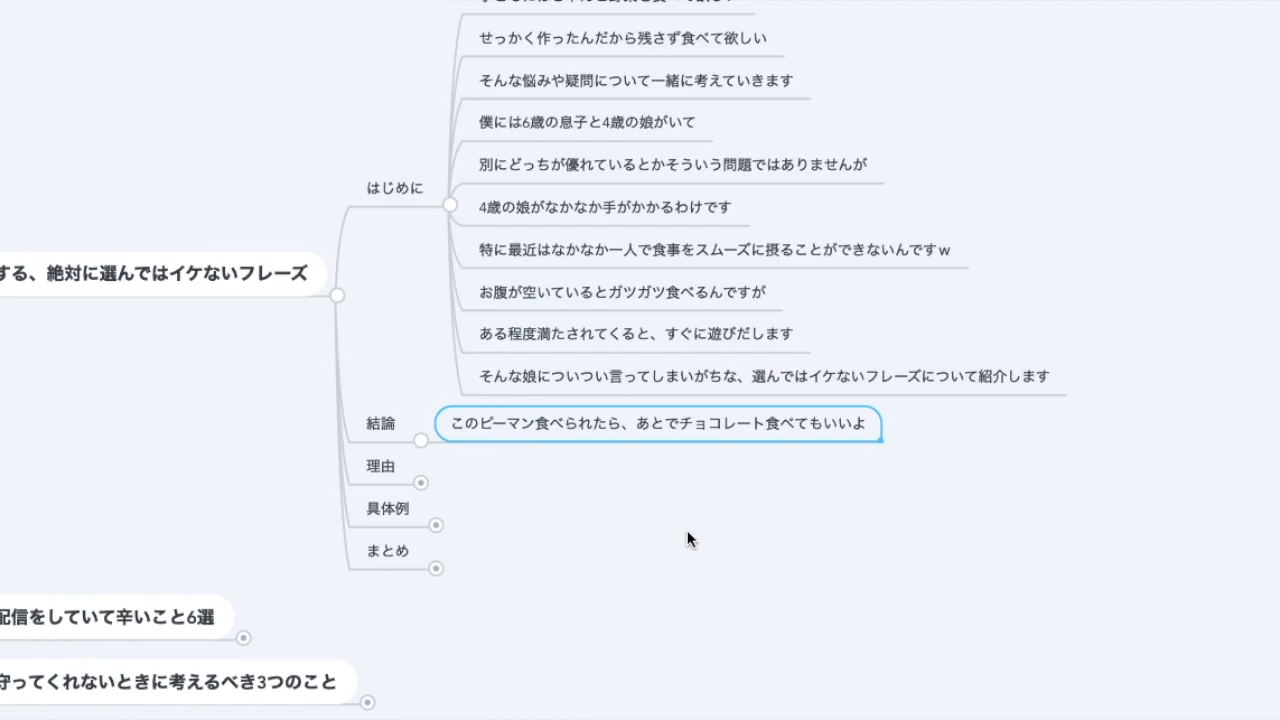 せっかく作ったんだから残さず食べて欲しい
そんな悩みや疑問について一緒に考えていきます
僕には6歳の息子と4歳の娘がいて
別にどっちが優れているとかそういう問題ではありませんが
はじめに
4歳の娘がなかなか手がかかるわけです
特に最近はなかなか一人で食事をスムーズに摂ることができないんですｗ
する、絶対に選んではイケないフレーズ
お腹が空いているとガツガツ食べるんですが
ある程度満たされてくると、すぐに遊びだします
そんな娘についつい言ってしまいがちな、選んではイケないフレーズについて紹介します
結論
このピーマン食べられたら、あとでチョコレート食べてもいいよ
理由
具体例
まとめ
配信をしていて辛いこと6選
守ってくれないときに考えるべき3つのこと